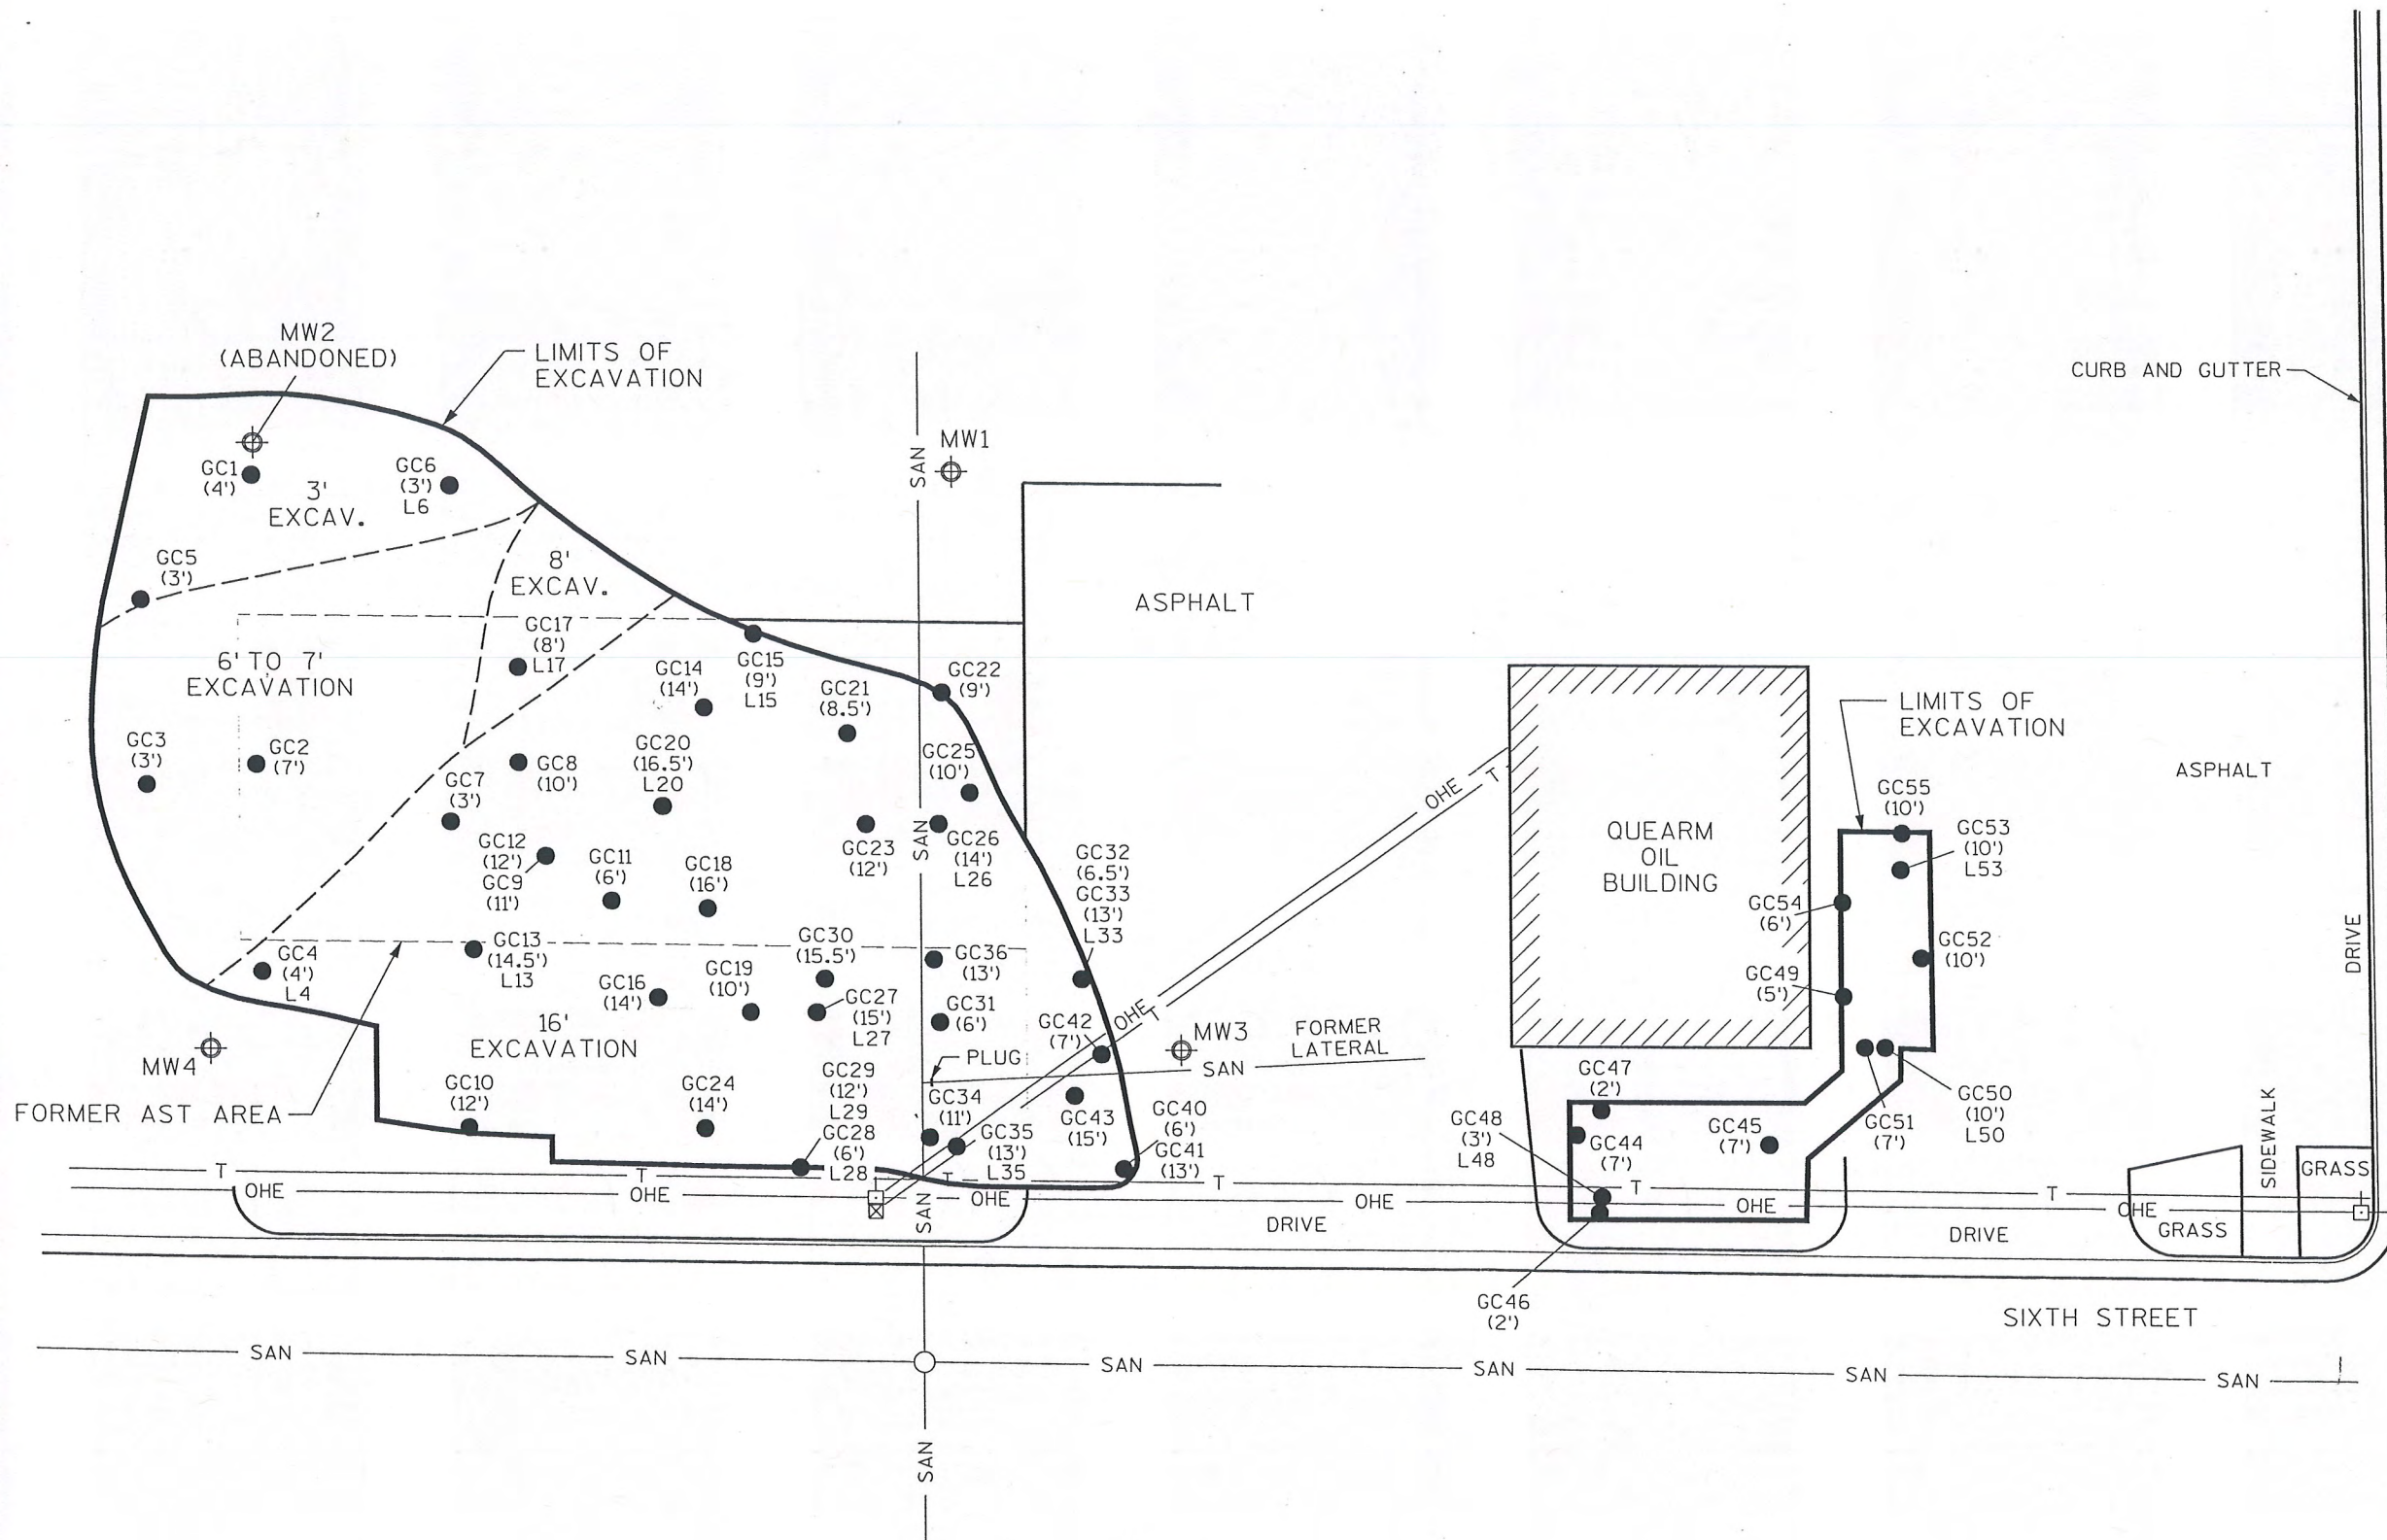 MW2
(ABANDONED)
LIMITS OF
EXCAVATION
CURB AND GUTTER
SAN
MW1
GC1
(4')
3'
EXCAV.
GC6
(3')
L6
GC5
(3')
8'
EXCAV.
ASPHALT
6' TO 7'
EXCAVATION
GC17
(8')
L17
GC14
(14')
GC15
(9')
L15
GC21
(8.5')
GC22
(9')
LIMITS OF
EXCAVATION
ASPHALT
GC3
(3')
GC2
(7')
GC7
(3')
GC8
(10')
GC20
(16.5')
L20
GC25
(10')
OHE
T
GC12
(12')
GC9
(11')
GC11
(6')
GC18
(16')
GC23
(12')
SAN
GC26
(14')
L26
GC32
(6.5')
GC33
(13')
L33
QUEARM
OIL
BUILDING
GC55
(10')
GC53
(10')
L53
GC54
(6')
GC52
(10')
GC49
(5')
DRIVE
GC4
(4')
L4
GC13
(14.5')
L13
GC16
(14')
GC19
(10')
GC30
(15.5')
GC27
(15')
L27
GC36
(13')
GC31
(6')
16'
EXCAVATION
GC42
(7')
OHE
T
MW3
FORMER
LATERAL
SAN
PLUG
MW4
FORMER AST AREA
GC10
(12')
GC24
(14')
GC29
(12')
L29
GC28
(6')
L28
GC34
(11')
GC35
(13')
L35
GC43
(15')
GC40
(6')
GC41
(13')
GC47
(2')
GC48
(3')
L48
GC44
(7')
GC45
(7')
GC51
(7')
GC50
(10')
L50
SIDEWALK
GRASS
GRASS
T
T
T
T
T
T
OHE
OHE
OHE
OHE
OHE
OHE
SAN
DRIVE
DRIVE
GC46
(2')
SIXTH STREET
SAN
SAN
SAN
SAN
SAN
SAN
SAN